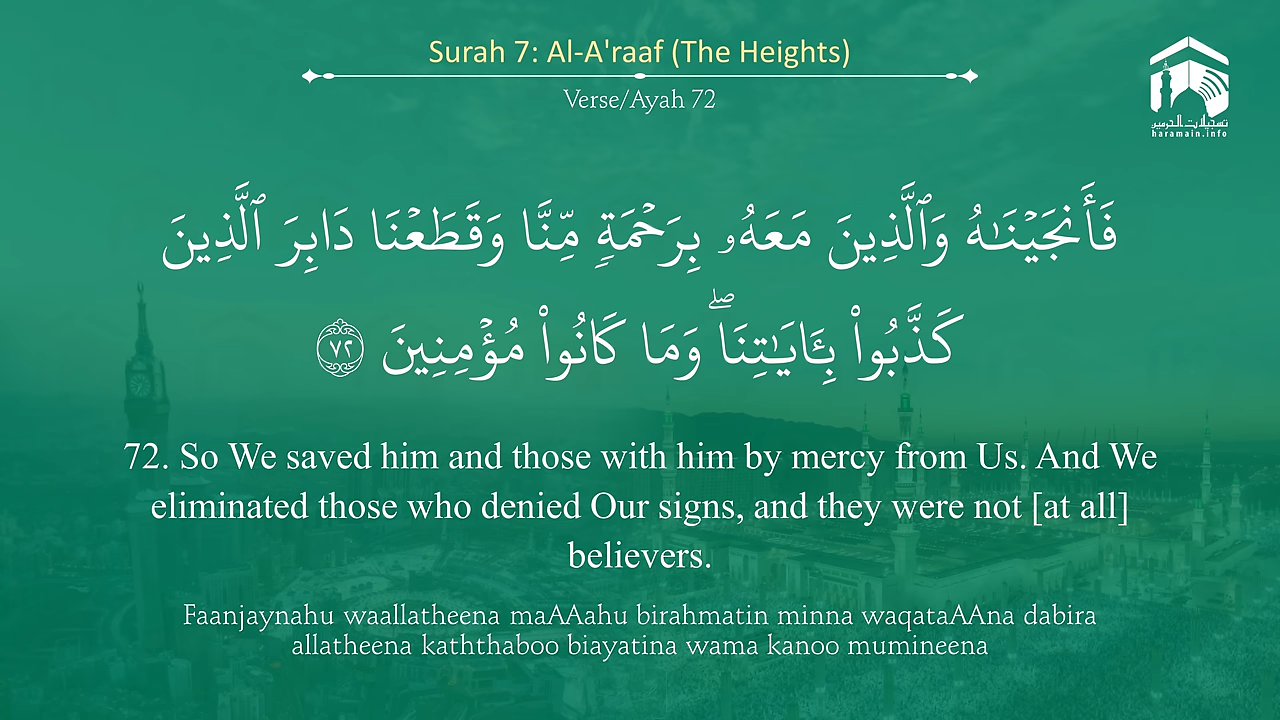 Surah 7: Al-A'raaf (The Heights)
Verse/Ayah 72
تسجيلات الحرمين
haramain.info
فَأَنجَيْنَـٰهُ وَٱلَّذِينَ مَعَهُۥ بِرَحْمَةٍ مِّنَّا وَقَطَعْنَا دَابِرَ ٱلَّذِينَ
كَذَّبُوا۟ بِـَٔايَـٰتِنَا ۖ وَمَا كَانُوا۟ مُؤْمِنِينَ ٧٢
72. So We saved him and those with him by mercy from Us. And We
eliminated those who denied Our signs, and they were not [at all]
believers.
Faanjaynahu waallatheena maAAahu birahmatin minna waqataAAna dabira
allatheena kaththaboo biayatina wama kanoo mumineena